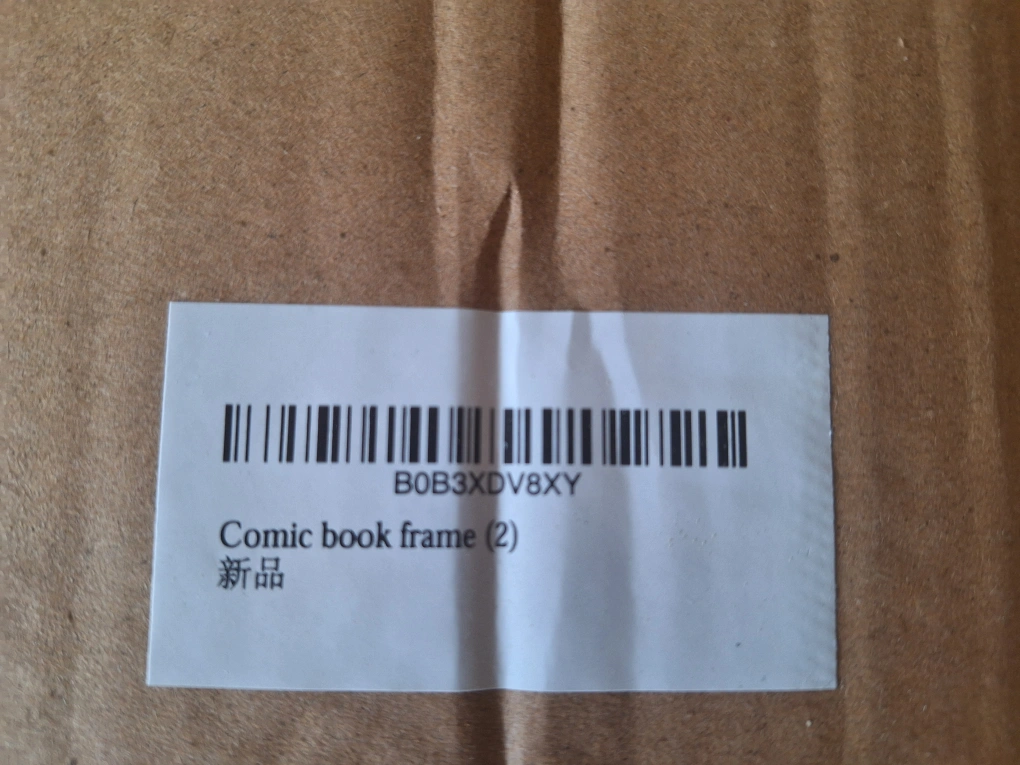 B0B3XDV8XY
Comic book frame (2)
新品